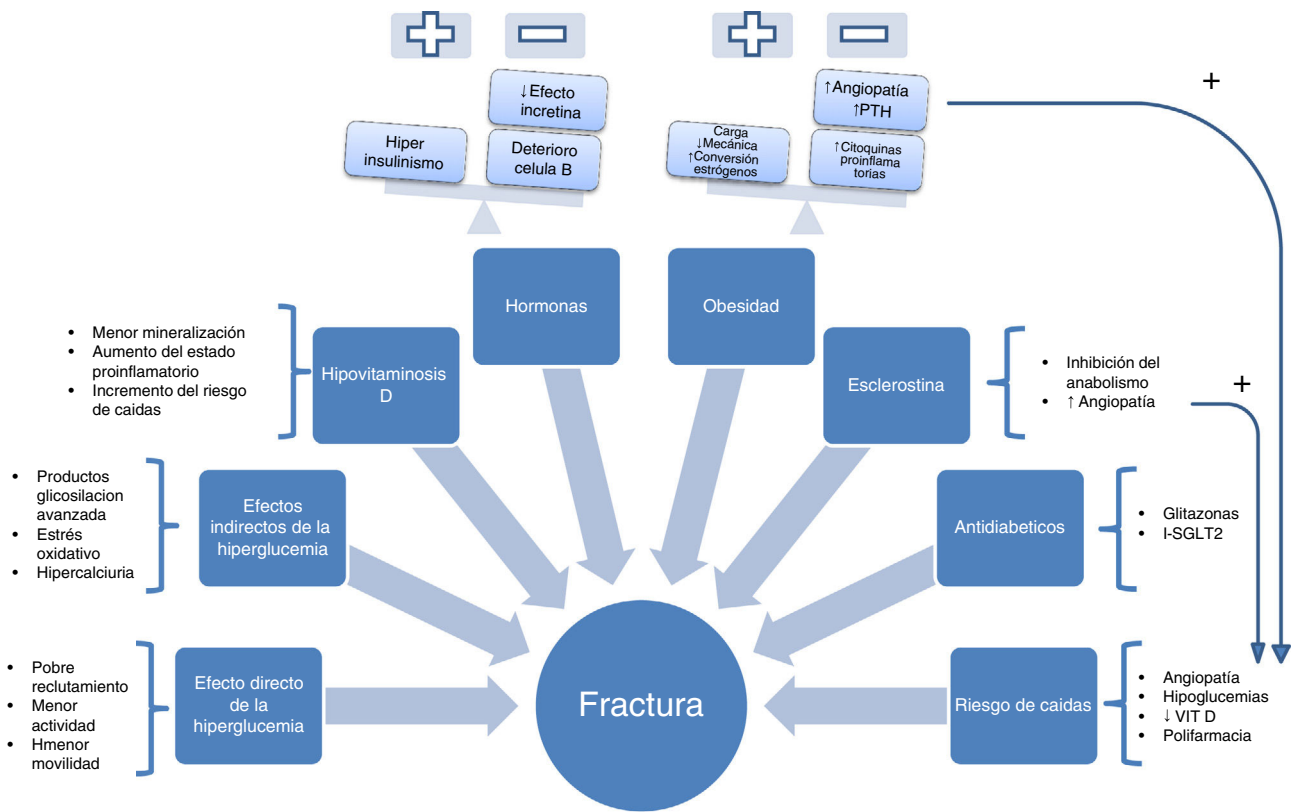 +
−
+
−
↓Efecto
incretina
Hiper
insulinismo
Deterioro
celula B
↑Angiopatía
↑PTH
Carga
↓Mecánica
↑Conversión
estrógenos
↑Citoquinas
proinflama
torias
+
Hormonas
Obesidad
• Menor mineralización
• Aumento del estado
proinflamatorio
• Incremento del riesgo
de caidas
Hipovitaminosis
D
Esclerostina
• Inhibición del
anabolismo
• ↑ Angiopatía
+
• Productos
glicosilacion
avanzada
• Estrés
oxidativo
• Hipercalciuria
Efectos
indirectos de la
hiperglucemia
Antidiabeticos
• Glitazonas
• I-SGLT2
• Pobre
reclutamiento
• Menor
actividad
• Hmenor
movilidad
Efecto directo
de la
hiperglucemia
Fractura
Riesgo de caidas
• Angiopatía
• Hipoglucemias
• ↓ VIT D
• Polifarmacia